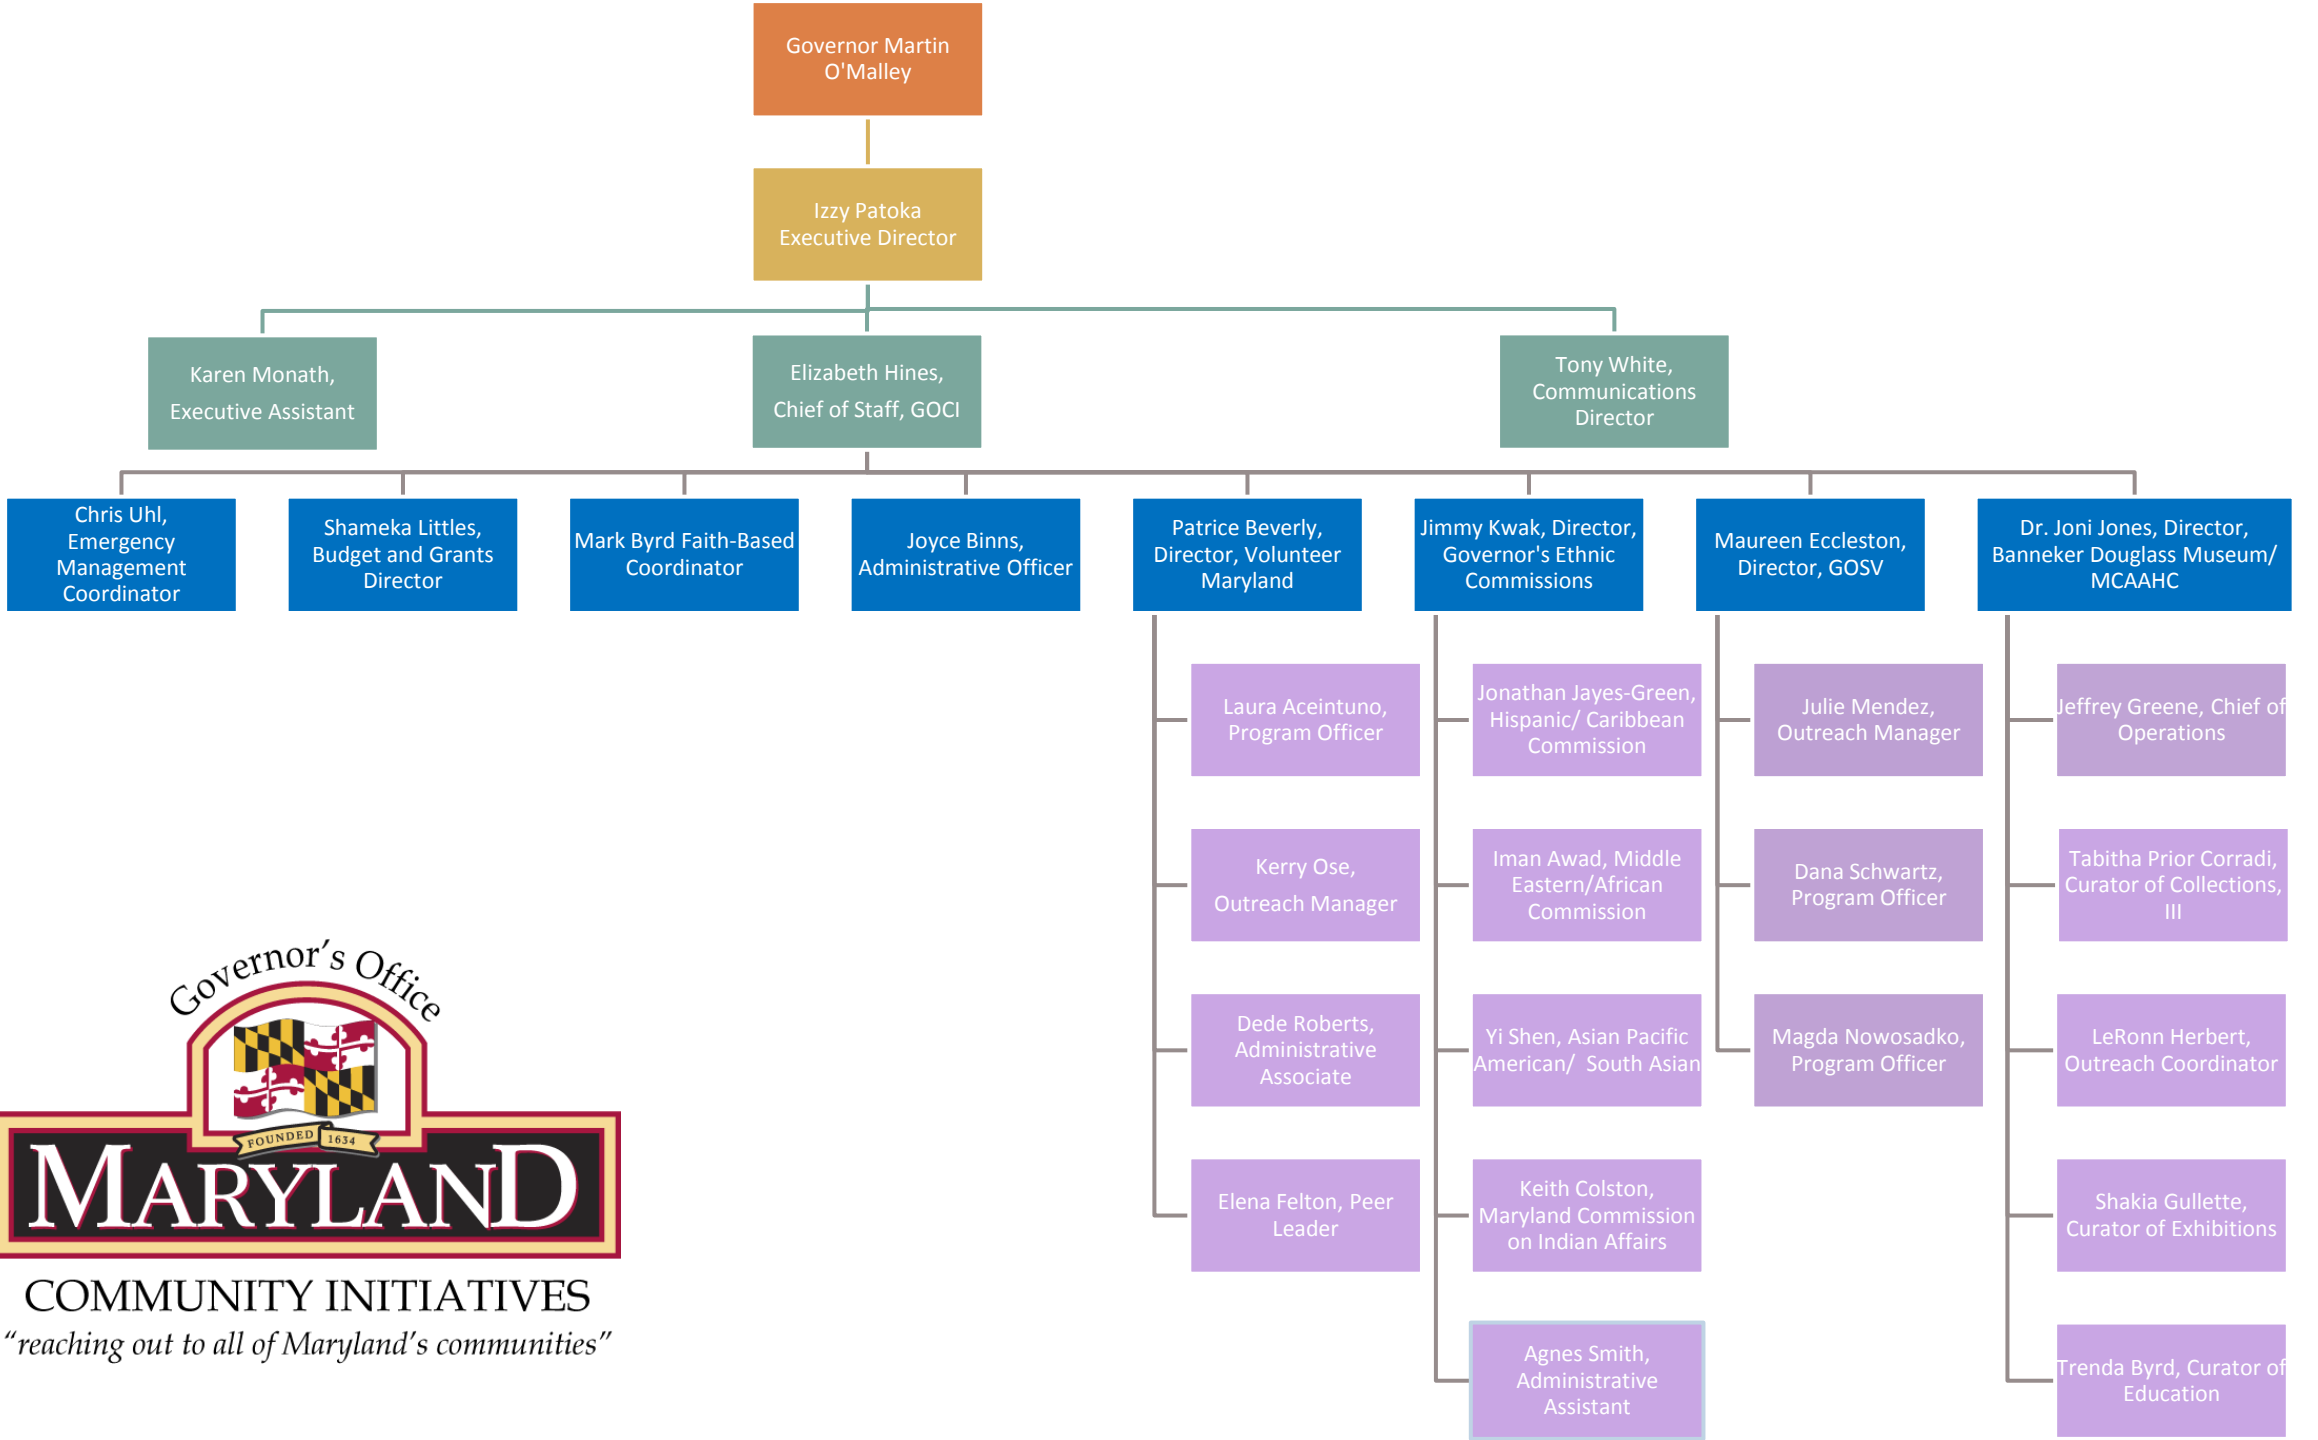 Governor Martin
O'Malley
Izzy Patoka
Executive Director
Karen Monath,
Executive Assistant
Elizabeth Hines,
Chief of Staff, GOCI
Tony White,
Communications
Director
Chris Uhl,
Emergency
Management
Coordinator
Shameka Littles,
Budget and Grants
Director
Mark Byrd Faith-Based
Coordinator
Joyce Binns,
Administrative Officer
Patrice Beverly,
Director, Volunteer
Maryland
Jimmy Kwak, Director,
Governor's Ethnic
Commissions
Maureen Eccleston,
Director, GOSV
Dr. Joni Jones, Director,
Banneker Douglass Museum/
MCAAHC
Laura Aceintuno,
Program Officer
Kerry Ose,
Outreach Manager
Dede Roberts,
Administrative
Associate
Elena Felton, Peer
Leader
Jonathan Jayes-Green,
Hispanic/ Caribbean
Commission
Iman Awad, Middle
Eastern/African
Commission
Yi Shen, Asian Pacific
American/  South Asian
Keith Colston,
Maryland Commission
on Indian Affairs
Agnes Smith,
Administrative
Assistant
Julie Mendez,
Outreach Manager
Dana Schwartz,
Program Officer
Magda Nowosadko,
Program Officer
Jeffrey Greene, Chief of
Operations
Tabitha Prior Corradi,
Curator of Collections,
III
LeRonn Herbert,
Outreach Coordinator
Shakia Gullette,
Curator of Exhibitions
Trenda Byrd, Curator of
Education
Governor's Office
FOUNDED 1634
MARYLAND
COMMUNITY INITIATIVES
"reaching out to all of Maryland's communities"